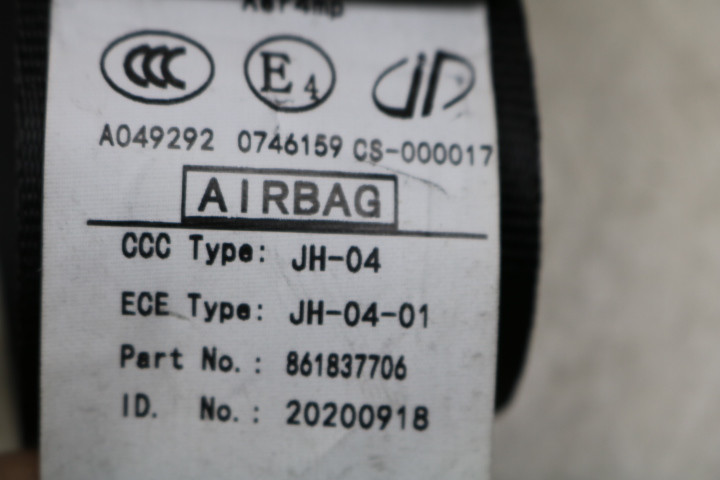 CCC E4 JP
A049292 0746159 CS-000017
AIRBAG
CCC Type: JH-04
ECE Type: JH-04-01
Part No.: 861837706
ID. No.: 20200918